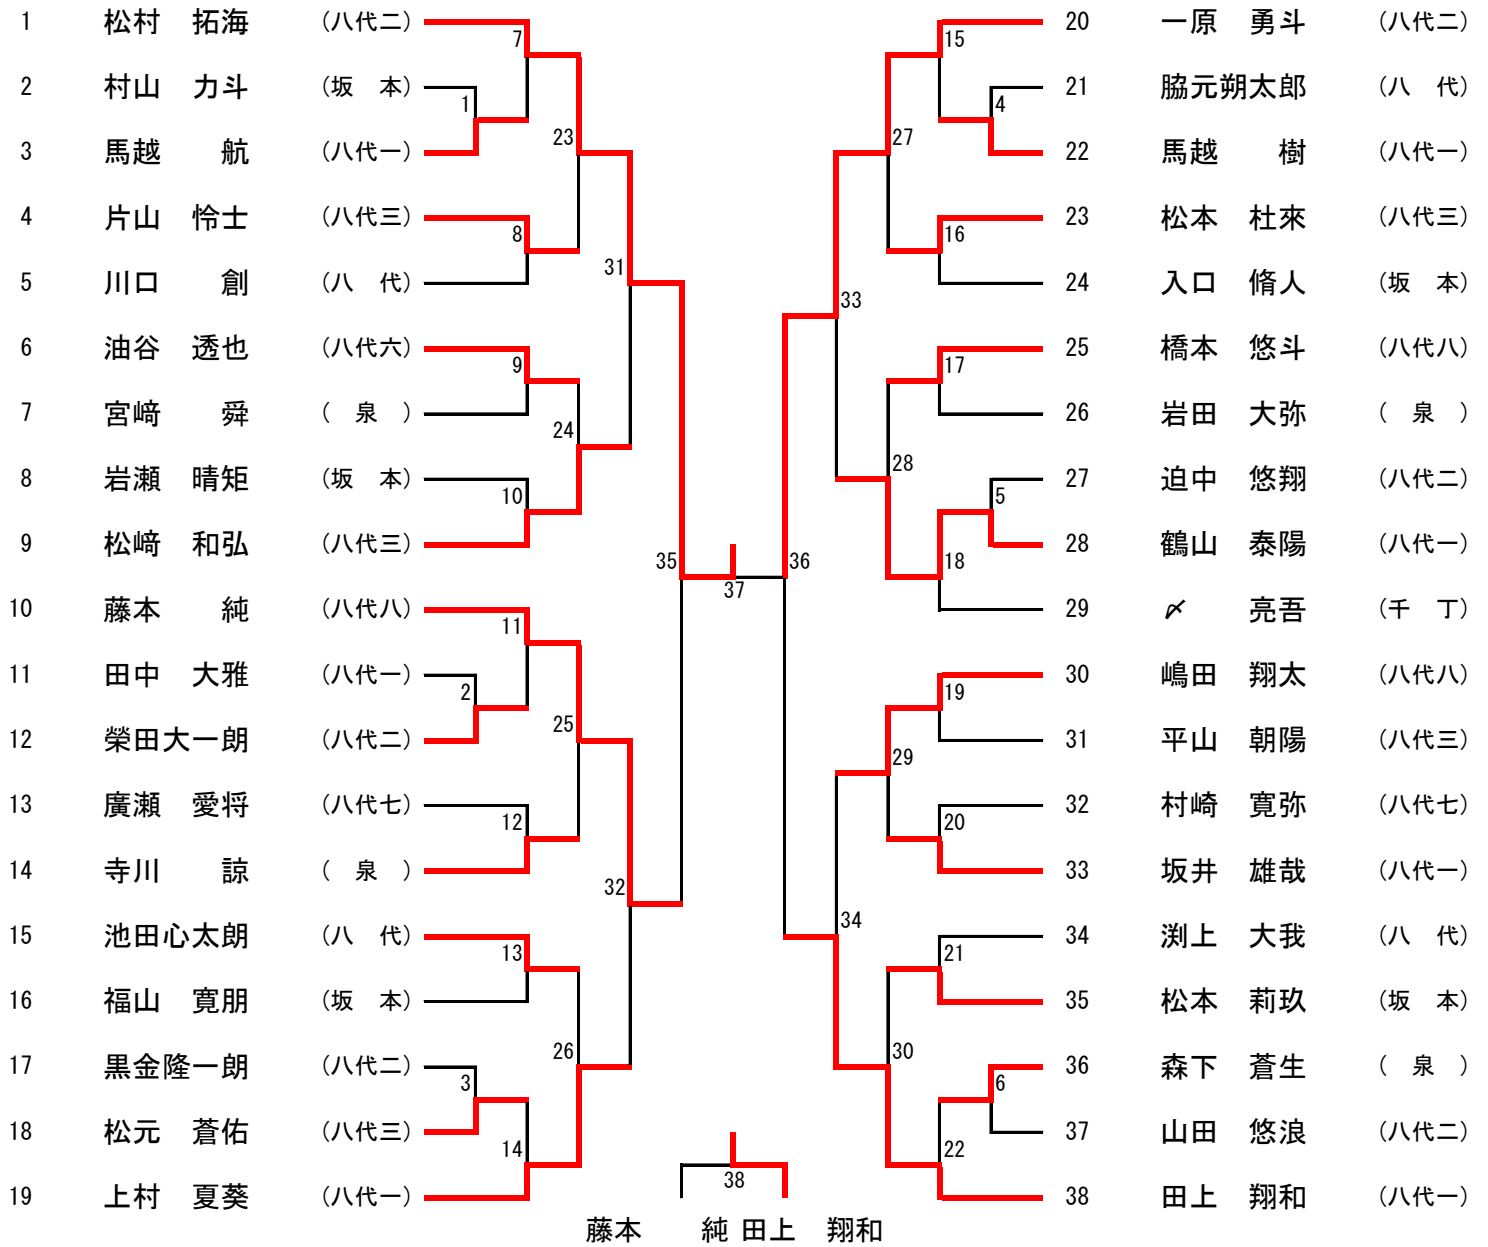 1 松村 拓海 (八代二)
2 村山 力斗 (坂 本)
3 馬越 航 (八代一)
4 片山 怜士 (八代三)
5 川口 創 (八 代)
6 油谷 透也 (八代六)
7 宮﨑 舜 ( 泉 )
8 岩瀬 晴矩 (坂 本)
9 松﨑 和弘 (八代三)
10 藤本 純 (八代八)
11 田中 大雅 (八代一)
12 榮田大一朗 (八代二)
13 廣瀬 愛将 (八代七)
14 寺川 諒 ( 泉 )
15 池田心太朗 (八 代)
16 福山 寛朋 (坂 本)
17 黒金隆一朗 (八代二)
18 松元 蒼佑 (八代三)
19 上村 夏葵 (八代一)
1
2
3
7
8
9
10
11
12
13
14
23
24
25
26
31
32
35
37
38
藤本 純 田上 翔和
36
33
34
27
28
29
30
15
16
17
18
19
20
21
22
4
5
6
20 一原 勇斗 (八代二)
21 脇元朔太郎 (八 代)
22 馬越 樹 (八代一)
23 松本 杜來 (八代三)
24 入口 脩人 (坂 本)
25 橋本 悠斗 (八代八)
26 岩田 大弥 ( 泉 )
27 迫中 悠翔 (八代二)
28 鶴山 泰陽 (八代一)
29 〆 亮吾 (千 丁)
30 嶋田 翔太 (八代八)
31 平山 朝陽 (八代三)
32 村崎 寛弥 (八代七)
33 坂井 雄哉 (八代一)
34 渕上 大我 (八 代)
35 松本 莉玖 (坂 本)
36 森下 蒼生 ( 泉 )
37 山田 悠浪 (八代二)
38 田上 翔和 (八代一)